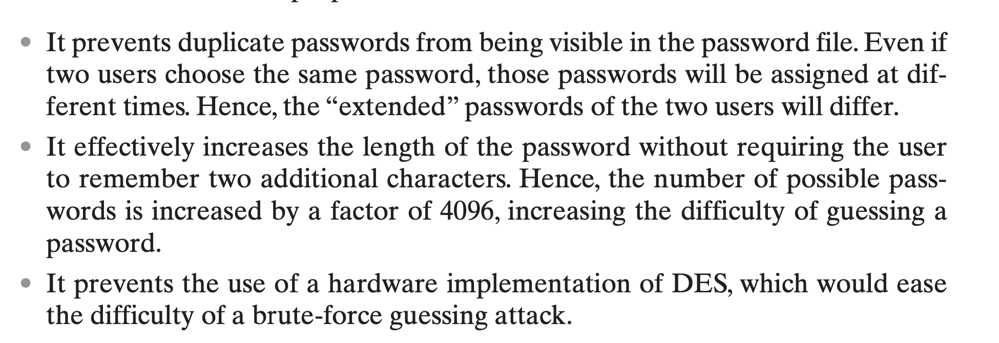 • It prevents duplicate passwords from being visible in the password file. Even if
two users choose the same password, those passwords will be assigned at dif-
ferent times. Hence, the “extended” passwords of the two users will differ.
• It effectively increases the length of the password without requiring the user
to remember two additional characters. Hence, the number of possible pass-
words is increased by a factor of 4096, increasing the difficulty of guessing a
password.
• It prevents the use of a hardware implementation of DES, which would ease
the difficulty of a brute-force guessing attack.